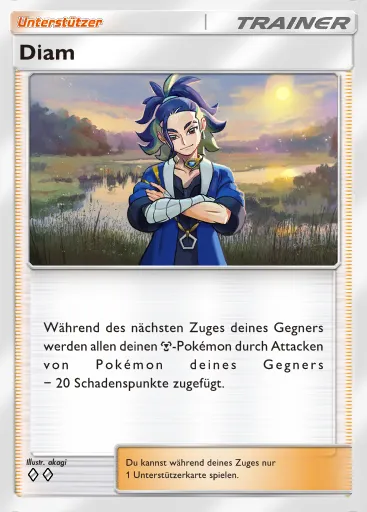 Unterstützer
TRAINER
Diam
Während des nächsten Zuges deines Gegners
werden allen deinen -Pokémon durch Attacken
von Pokémon deines Gegners
− 20 Schadenspunkte zugefügt.
Illustr. akagi
Du kannst während deines Zuges nur
1 Unterstützerkarte spielen.